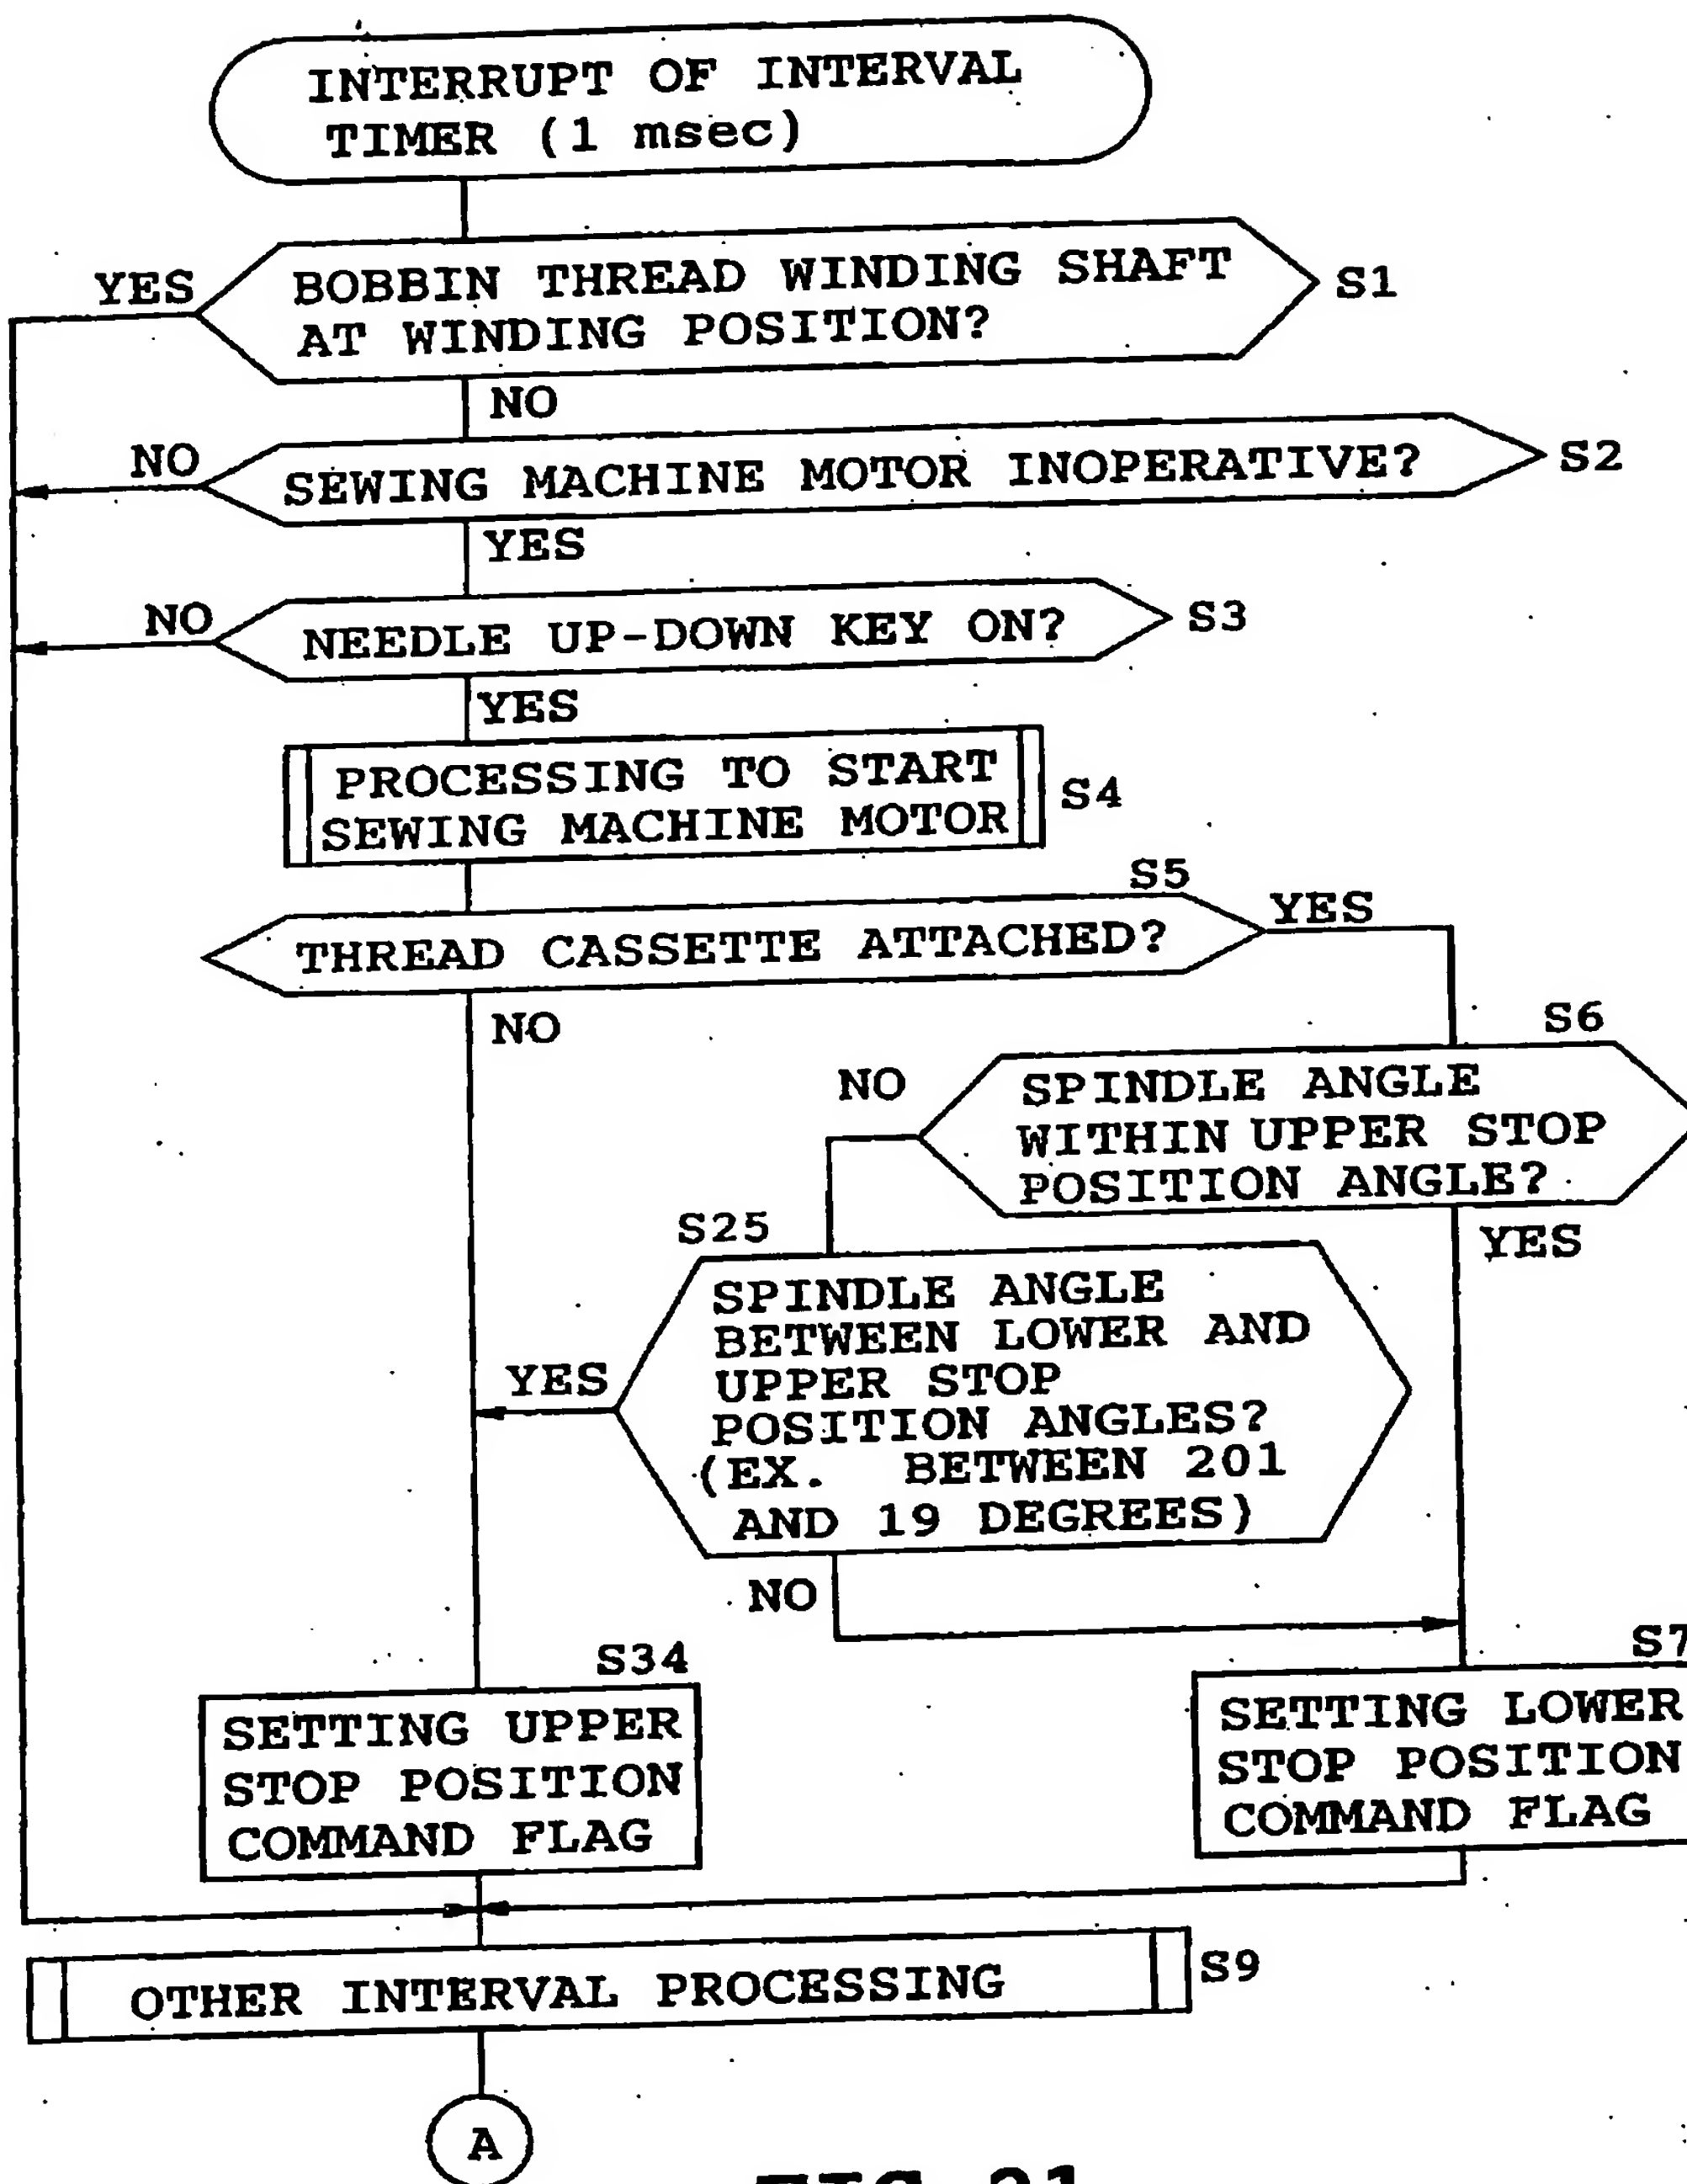 INTERRUPT OF INTERVAL
TIMER (1 msec)
YES
BOBBIN THREAD WINDING SHAFT
AT WINDING POSITION?
S1
NO
NO
SEWING MACHINE MOTOR INOPERATIVE?
S2
YES
NO
NEEDLE UP-DOWN KEY ON?
S3
YES
PROCESSING TO START
SEWING MACHINE MOTOR
S4
S5
THREAD CASSETTE ATTACHED?
YES
NO
S6
NO
SPINDLE ANGLE
WITHIN UPPER STOP
POSITION ANGLE?
YES
S25
SPINDLE ANGLE
BETWEEN LOWER AND
UPPER STOP
POSITION ANGLES?
(EX. BETWEEN 201
AND 19 DEGREES)
YES
NO
S34
SETTING UPPER
STOP POSITION
COMMAND FLAG
S7
SETTING LOWER
STOP POSITION
COMMAND FLAG
OTHER INTERVAL PROCESSING
S9
A